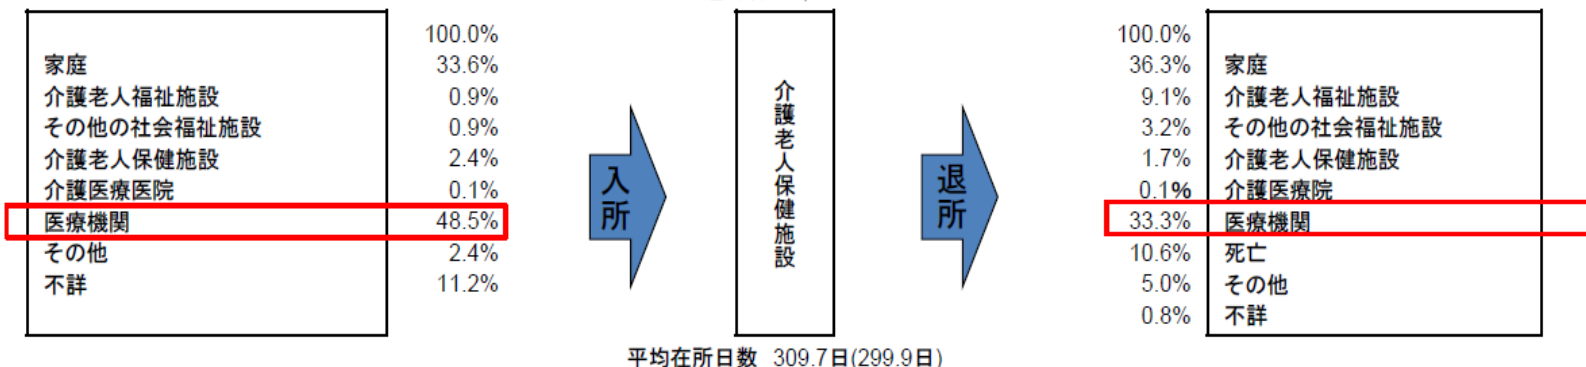 100.0%
家庭 33.6%
介護老人福祉施設 0.9%
その他の社会福祉施設 0.9%
介護老人保健施設 2.4%
介護医療医院 0.1%
医療機関 48.5%
その他 2.4%
不詳 11.2%
入所
介護老人保健施設
退所
100.0%
36.3% 家庭
9.1% 介護老人福祉施設
3.2% その他の社会福祉施設
1.7% 介護老人保健施設
0.1% 介護医療院
33.3% 医療機関
10.6% 死亡
5.0% その他
0.8% 不詳
平均在所日数 309.7日(299.9日)